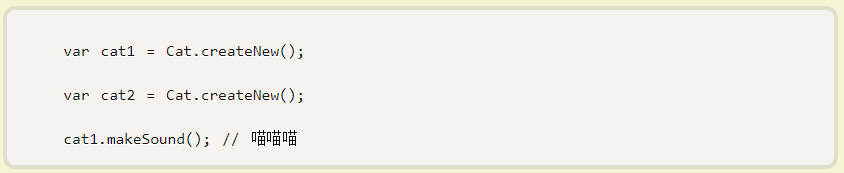 var cat1 = Cat.createNew();
var cat2 = Cat.createNew();
cat1.makeSound(); // 喵喵喵